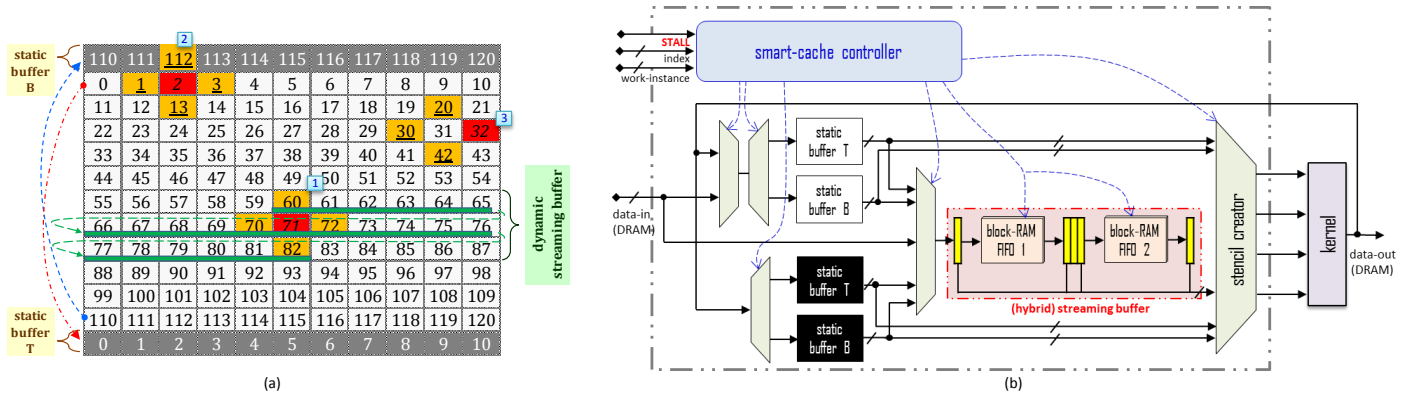 static
buffer
B
2
110 111 112 113 114 115 116 117 118 119 120
0 1 2 3 4 5 6 7 8 9 10
11 12 13 14 15 16 17 18 19 20 21
3
22 23 24 25 26 27 28 29 30 31 32
33 34 35 36 37 38 39 40 41 42 43
44 45 46 47 48 49 50 51 52 53 54
1
55 56 57 58 59 60 61 62 63 64 65
66 67 68 69 70 71 72 73 74 75 76
77 78 79 80 81 82 83 84 85 86 87
88 89 90 91 92 93 94 95 96 97 98
99 100 101 102 103 104 105 106 107 108 109
110 111 112 113 114 115 116 117 118 119 120
0 1 2 3 4 5 6 7 8 9 10
static
buffer
T
dynamic
streaming buffer
(a)
STALL
index
work-instance
smart-cache controller
data-in
(DRAM)
static
buffer T
static
buffer B
static
buffer T
static
buffer B
block-RAM
FIFO 1
block-RAM
FIFO 2
(hybrid) streaming buffer
stencil creator
kernel
data-out
(DRAM)
(b)